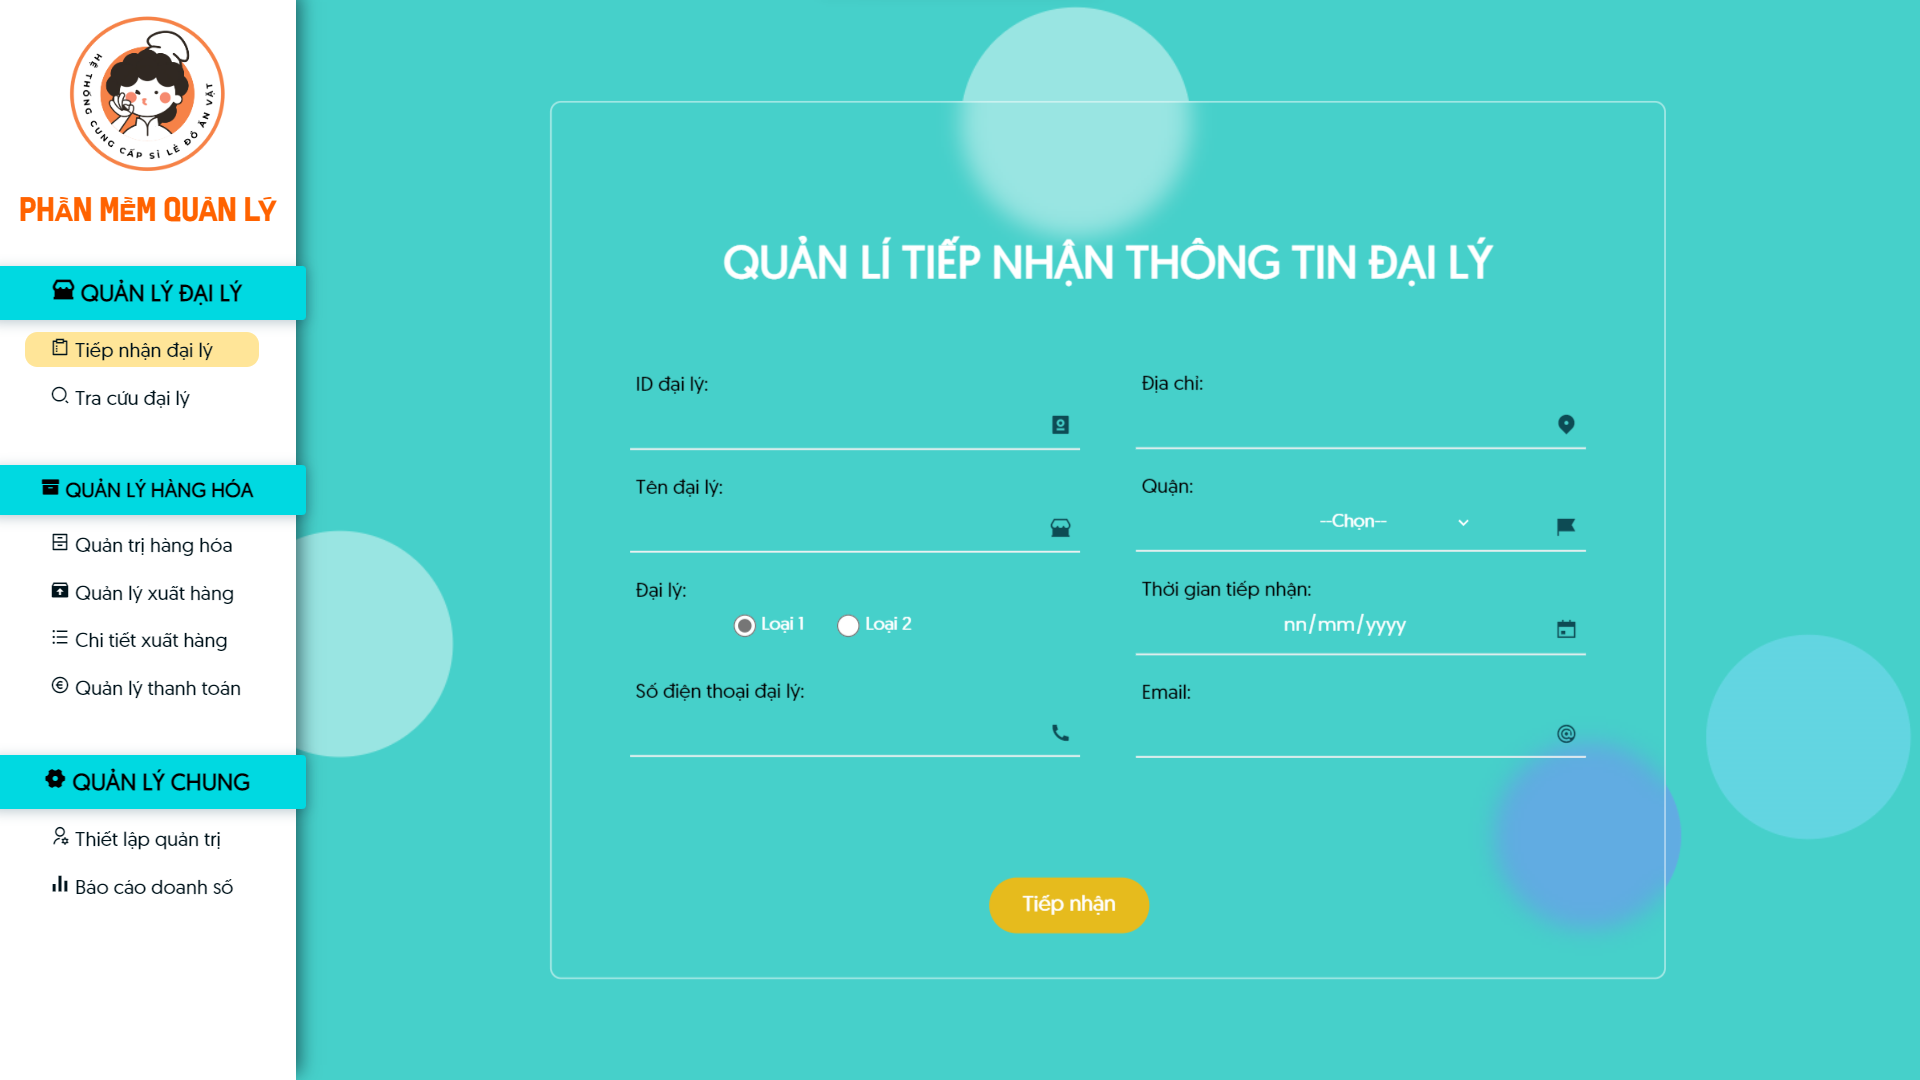 HỆ THỐNG CUNG CẤP SỈ LẺ ĐỒ ĂN VẶT
PHẦN MỀM QUẢN LÝ
QUẢN LÝ ĐẠI LÝ
Tiếp nhận đại lý
Tra cứu đại lý
QUẢN LÝ HÀNG HÓA
Quản trị hàng hóa
Quản lý xuất hàng
Chi tiết xuất hàng
Quản lý thanh toán
QUẢN LÝ CHUNG
Thiết lập quản trị
Báo cáo doanh số
QUẢN LÍ TIẾP NHẬN THÔNG TIN ĐẠI LÝ
ID đại lý:
Địa chỉ:
Tên đại lý:
Quận:
--Chọn--
Đại lý:
Loại 1
Loại 2
Thời gian tiếp nhận:
nn/mm/yyyy
Số điện thoại đại lý:
Email:
Tiếp nhận